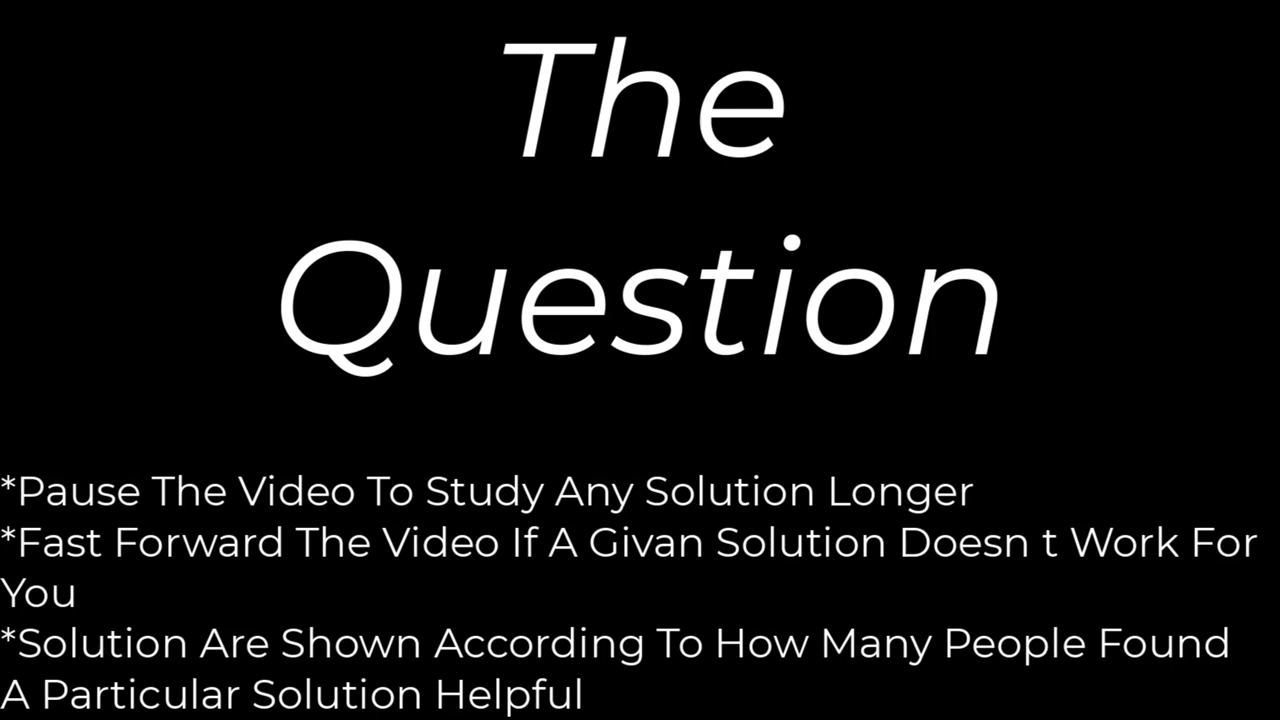 The
Question
*Pause The Video To Study Any Solution Longer
*Fast Forward The Video If A Givan Solution Doesn t Work For
You
*Solution Are Shown According To How Many People Found
A Particular Solution Helpful